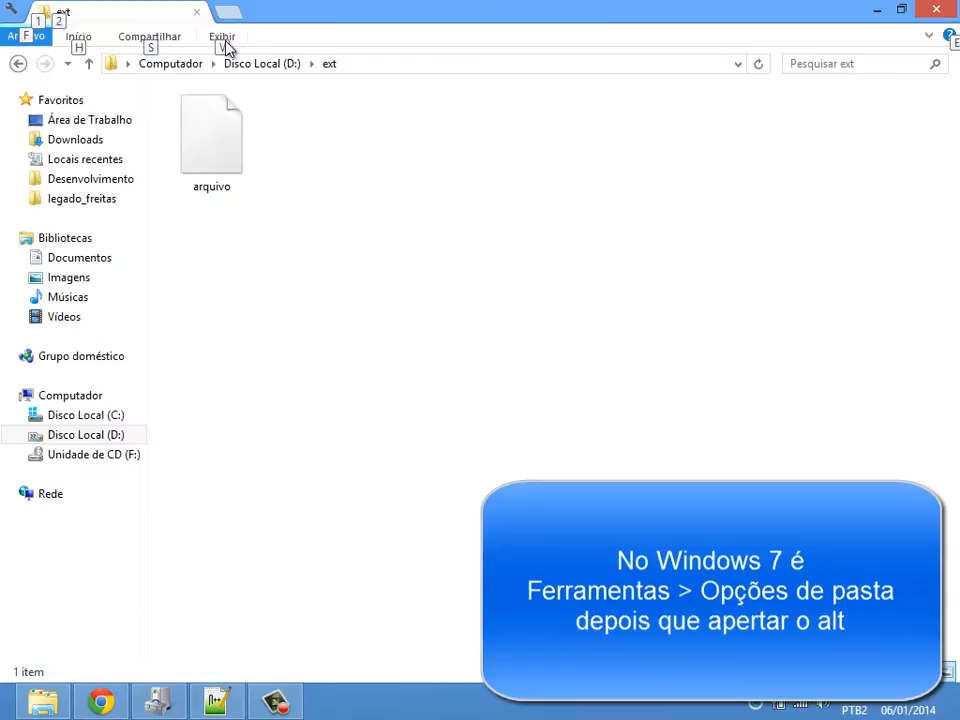 ext
1
2
Arquivo
F
Início
H
Compartilhar
S
Exibir
V
E
Computador
Disco Local (D:)
ext
Pesquisar ext
Favoritos
Área de Trabalho
Downloads
Locais recentes
Desenvolvimento
legado_freitas
Bibliotecas
Documentos
Imagens
Músicas
Vídeos
Grupo doméstico
Computador
Disco Local (C:)
Disco Local (D:)
Unidade de CD (F:)
Rede
arquivo
No Windows 7 é
Ferramentas > Opções de pasta
depois que apertar o alt
1 item
PTB2
06/01/2014